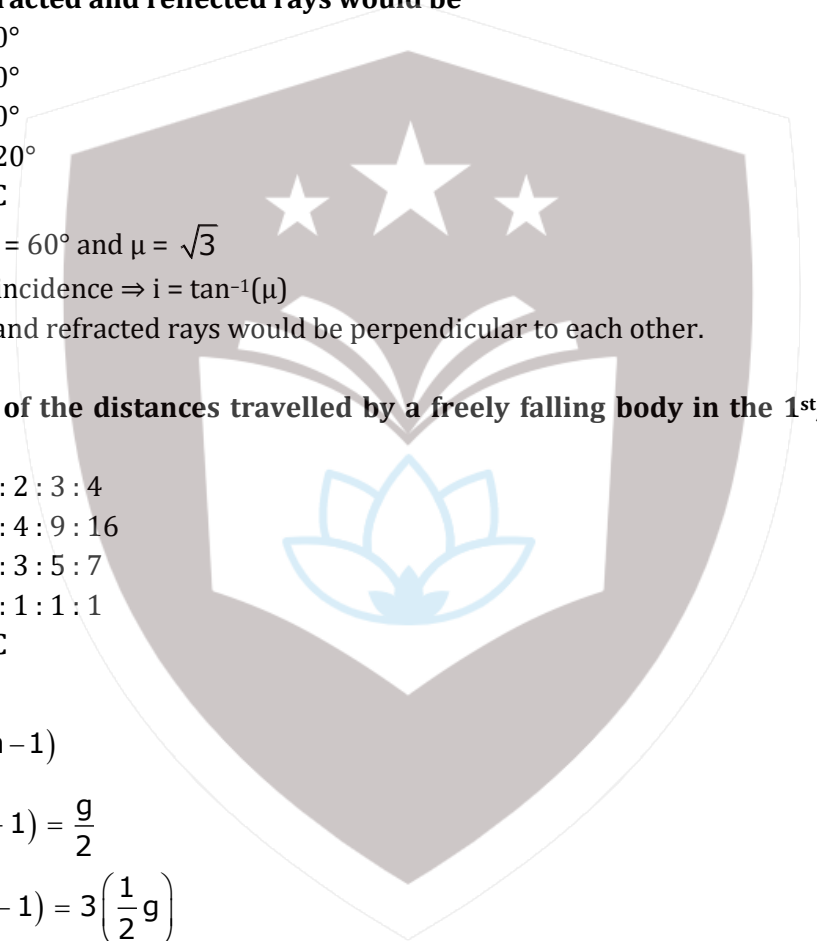 racted and reflected rays would be
0°
0°
0°
20°
C
= 60° and μ = √3
incidence ⇒ i = tan⁻¹(μ)
and refracted rays would be perpendicular to each other.
of the distances travelled by a freely falling body in the 1ˢᵗ,
: 2 : 3 : 4
: 4 : 9 : 16
: 3 : 5 : 7
: 1 : 1 : 1
C
− 1)
− 1) = g/2
− 1) = 3(1/2 g)